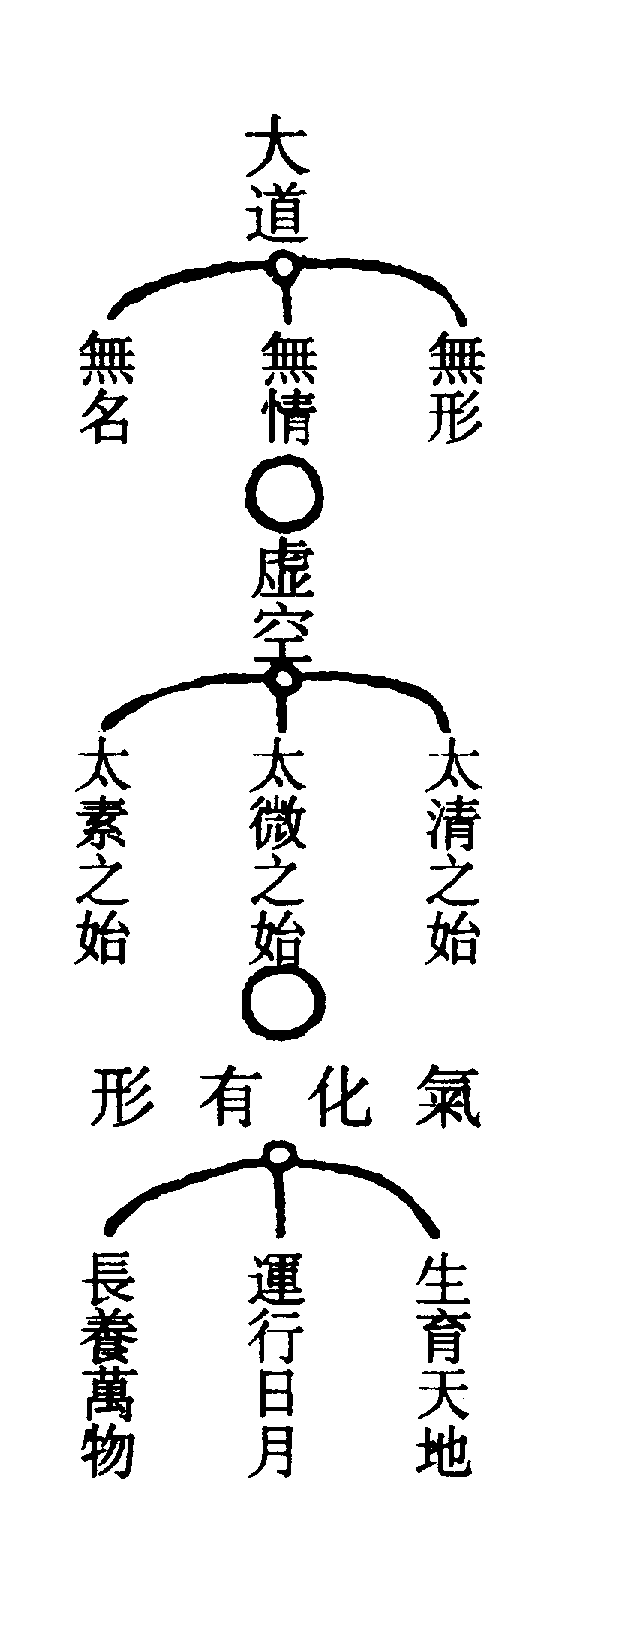 大道
無形
無情
無名
虛空
太清之始
太微之始
太素之始
氣化有形
生育天地
運行日月
長養萬物